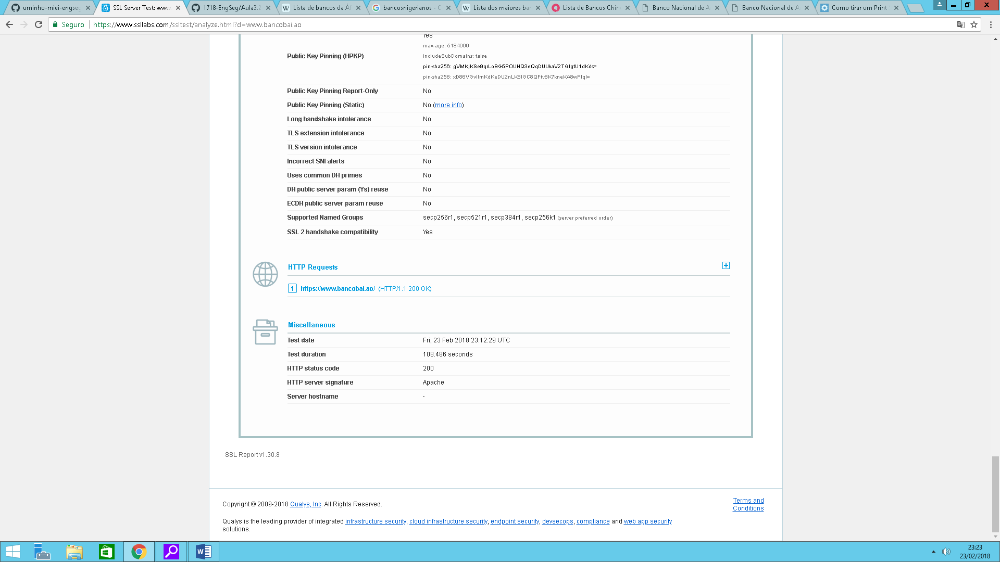 uminho-miei-engseg
SSL Server Test: www
1718-EngSeg/Aula3.2
Lista de bancos da Áf
bancosnigerianos - C
Lista dos maiores ban
Lista de Bancos Chin
Banco Nacional de A
Banco Nacional de A
Como tirar um Print
Seguro
https://www.ssllabs.com/ssltest/analyze.html?d=www.bancobai.ao
Yes
max-age: 5184000
Public Key Pinning (HPKP)
includeSubDomains: false
pin-sha256: gVMKjKSe9qrLoBG5POUHQ3eQqDUUkaV2TGIgtU1dKds=
Public Key Pinning Report-Only No
Public Key Pinning (Static) No (more info)
Long handshake intolerance No
TLS extension intolerance No
TLS version intolerance No
Incorrect SNI alerts No
Uses common DH primes No
DH public server param (Ys) reuse No
ECDH public server param reuse No
Supported Named Groups secp256r1, secp521r1, secp384r1, secp256k1 (server preferred order)
SSL 2 handshake compatibility Yes
HTTP Requests
1 https://www.bancobai.ao/ (HTTP/1.1 200 OK)
Miscellaneous
Test date Fri, 23 Feb 2018 23:12:29 UTC
Test duration 108.486 seconds
HTTP status code 200
HTTP server signature Apache
Server hostname -
SSL Report v1.30.8
Copyright © 2009-2018 Qualys, Inc. All Rights Reserved.
Terms and
Conditions
Qualys is the leading provider of integrated infrastructure security, cloud infrastructure security, endpoint security, devsecops, compliance and web app security
solutions.
23:23
23/02/2018